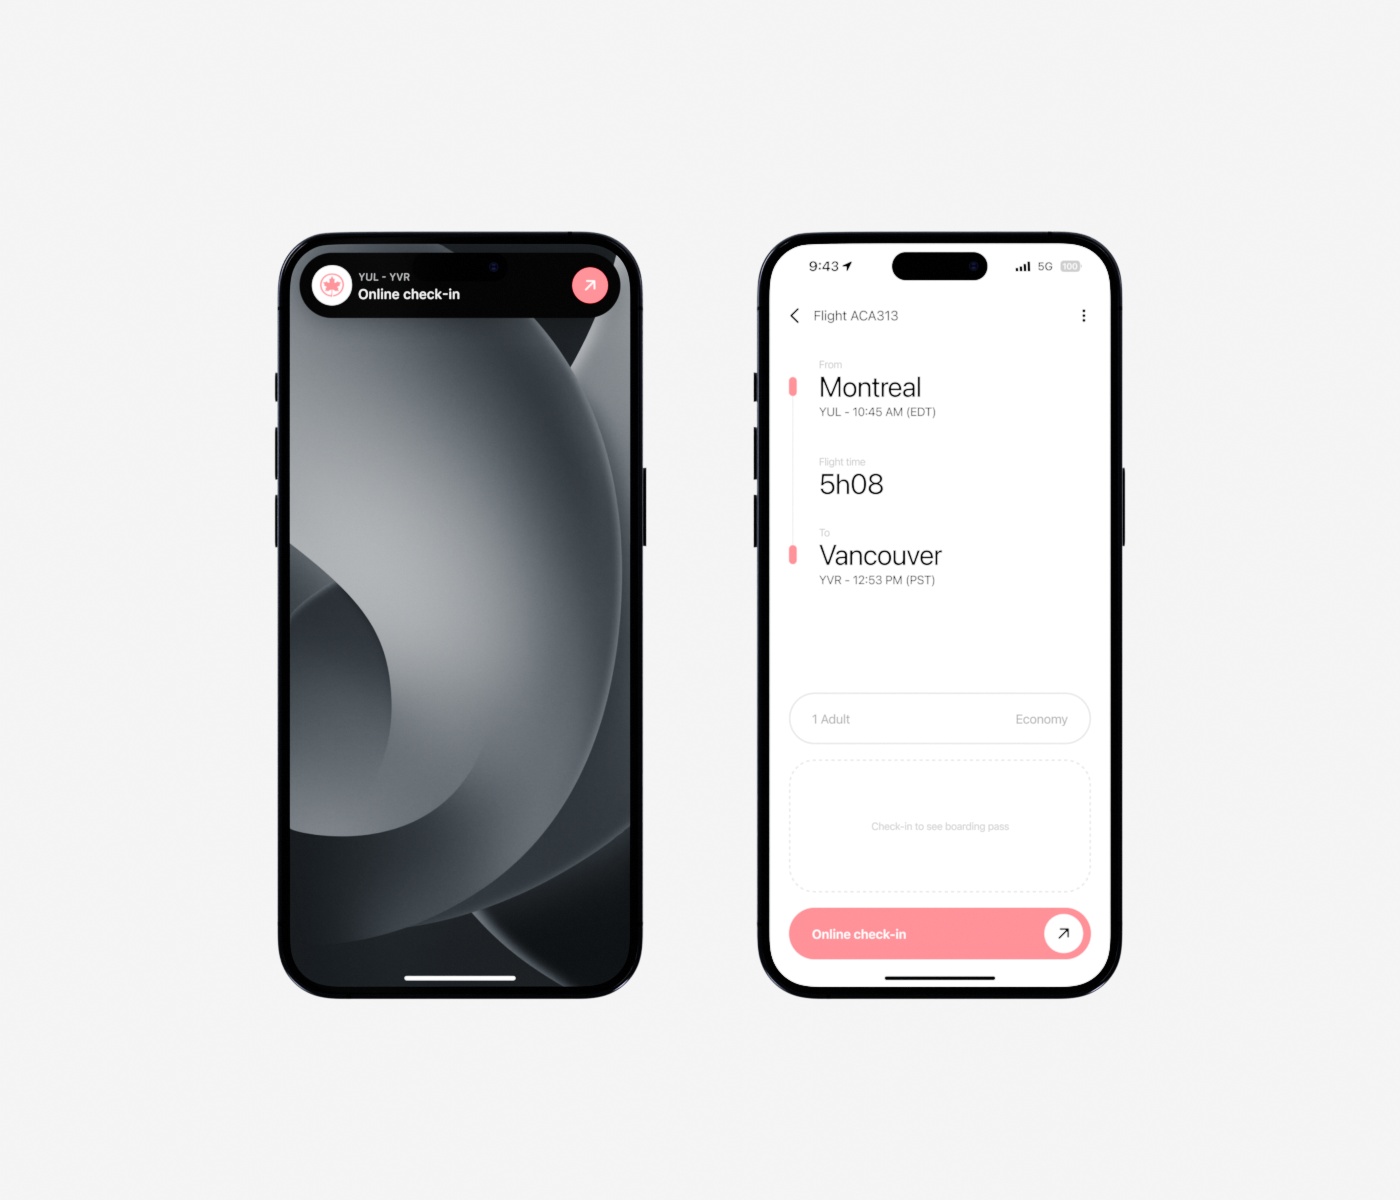 YUL - YVR
Online check-in
9:43
5G
100
Flight ACA313
From
Montreal
YUL - 10:45 AM (EDT)
Flight time
5h08
To
Vancouver
YVR - 12:53 PM (PST)
1 Adult
Economy
Check-in to see boarding pass
Online check-in